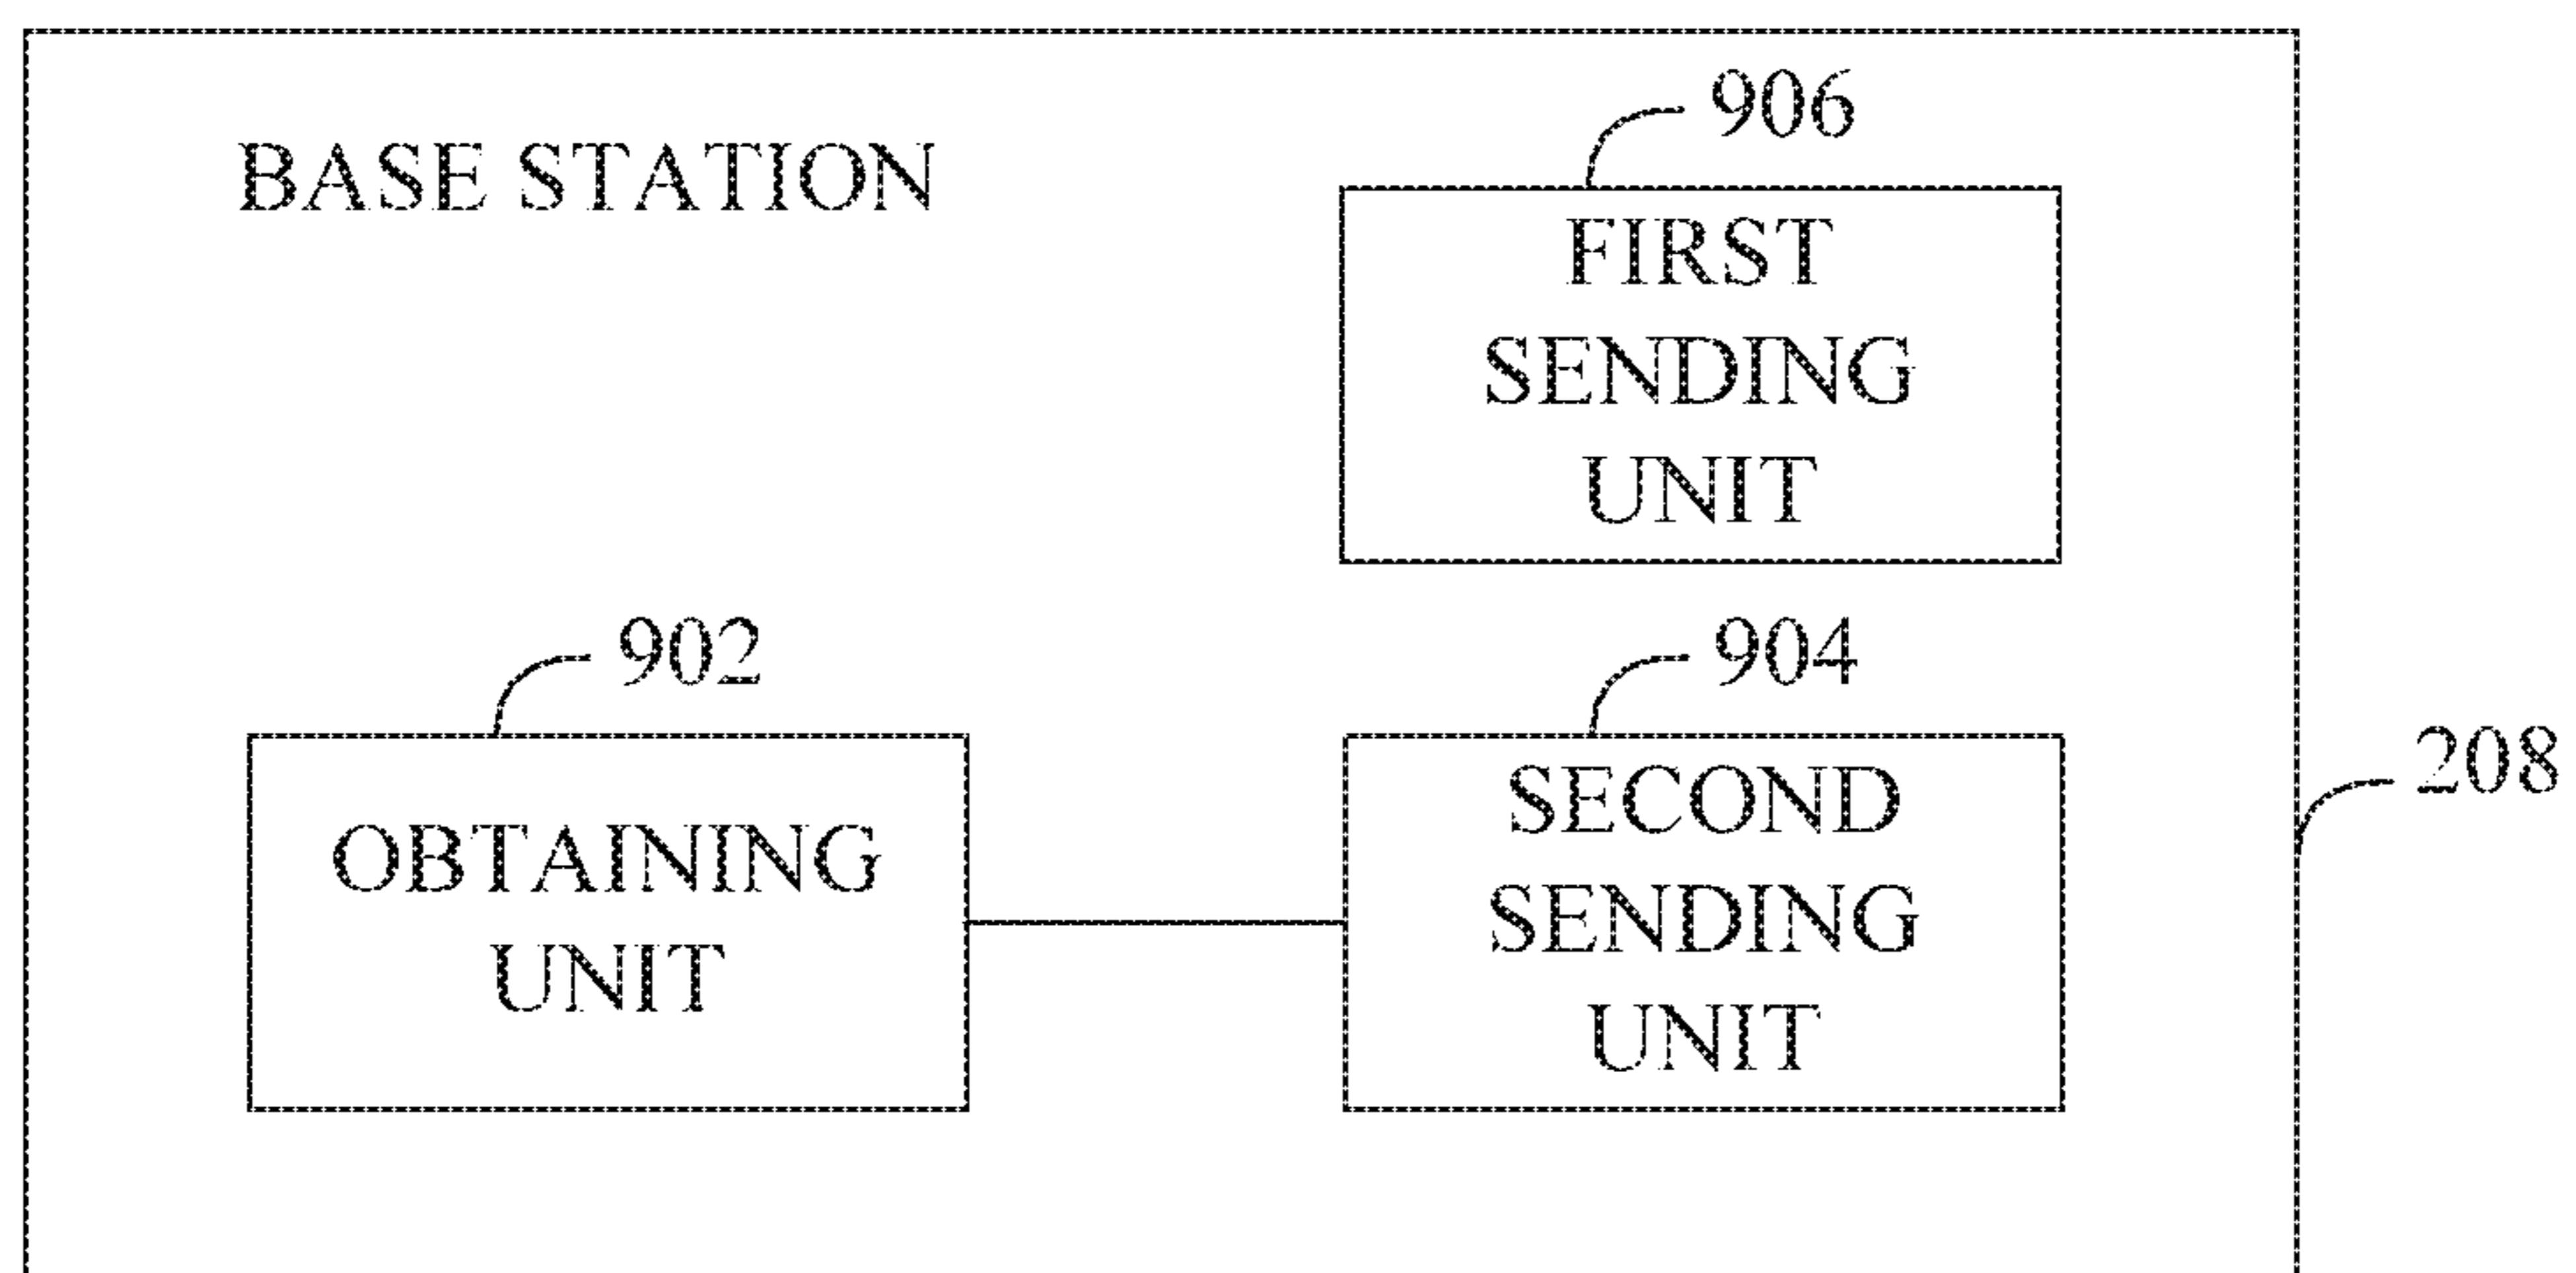 906
BASE STATION
FIRST
SENDING
UNIT
902
904
OBTAINING
UNIT
SECOND
SENDING
UNIT
208